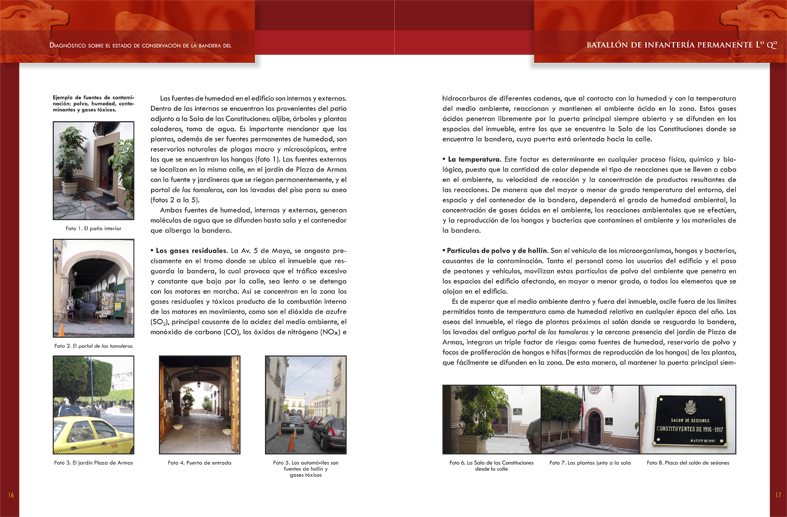 DIAGNÓSTICO SOBRE EL ESTADO DE CONSERVACIÓN DE LA BANDERA DEL
Ejemplo de fuentes de contami-
nación; polvo, humedad, conta-
minantes y gases tóxicos.
Foto 1. El patio interior
Foto 2. El portal de las tamaleras
Las fuentes de humedad en el edificio son internas y externas.
Dentro de las internas se encuentran las provenientes del patio
adjunto a la Sala de las Constituciones: aljibe, árboles y plantas
coladeras, toma de agua. Es importante mencionar que las
plantas, además de ser fuentes permanentes de humedad, son
reservorios naturales de plagas macro y microscópicas, entre
las que se encuentran los hongos (foto 1). Las fuentes externas
se localizan en la misma calle, en el jardín de Plaza de Armas
con la fuente y jardineras que se riegan permanentemente, y el
portal de las tamaleras, con los lavados del piso para su aseo
(fotos 2 a la 5).
Ambas fuentes de humedad, internas y externas, generan
moléculas de agua que se difunden hasta sala y el contenedor
que alberga la bandera.
• Los gases residuales. La Av. 5 de Mayo, se angosta pre-
cisamente en el tramo donde se ubica el inmueble que res-
guarda la bandera, lo cual provoca que el tráfico excesivo
y constante que baja por la calle, sea lento o se detenga
con los motores en marcha. Así se concentran en la zona los
gases residuales y tóxicos producto de la combustión interna
de los motores en movimiento, como son el dióxido de azufre
(SO₂), principal causante de la acidez del medio ambiente, el
monóxido de carbono (CO), los óxidos de nitrógeno (NOx) e
Foto 3. El jardín Plaza de Armas
Foto 4. Puerta de entrada
Foto 5. Los automóviles son
fuentes de hollín y
gases tóxicos
16
BATALLÓN DE INFANTERÍA PERMANENTE Lº Qº
hidrocarburos de diferentes cadenas, que al contacto con la humedad y con la temperatura
del medio ambiente, reaccionan y mantienen el ambiente ácido en la zona. Estos gases
ácidos penetran libremente por la puerta principal siempre abierta y se difunden en los
espacios del inmueble, entre los que se encuentra la Sala de las Constituciones donde se
encuentra la bandera, cuya puerta está orientada hacia la calle.
• La temperatura. Este factor es determinante en cualquier proceso físico, químico y bio-
lógico, puesto que la cantidad de calor depende el tipo de reacciones que se lleven a cabo
en el ambiente, su velocidad de reacción y la concentración de productos resultantes de
las reacciones. De manera que del mayor o menor de grado temperatura del entorno, del
espacio y del contenedor de la bandera, dependerá el grado de humedad ambiental, la
concentración de gases ácidos en el ambiente, las reacciones ambientales que se efectúen,
y la reproducción de los hongos y bacterias que contaminen el ambiente y los materiales de
la bandera.
• Partículas de polvo y de hollín. Son el vehículo de los microorganismos, hongos y bacterias,
causantes de la contaminación. Tanto el personal como los usuarios del edificio y el paso
de peatones y vehículos, movilizan estas partículas de polvo del ambiente que penetra en
los espacios del edificio afectando, en mayor o menor grado, a todos los elementos que se
alojan en el edificio.
Es de esperar que el medio ambiente dentro y fuera del inmueble, oscile fuera de los límites
permitidos tanto de temperatura como de humedad relativa en cualquier época del año. Los
aseos del inmueble, el riego de plantas próximas al salón donde se resguarda la bandera,
los lavados del antiguo portal de las tamaleras y la cercana presencia del jardín de Plaza de
Armas, integran un triple factor de riesgo: como fuentes de humedad, reservorio de polvo y
focos de proliferación de hongos e hifas (formas de reproducción de los hongos) de las plantas,
que fácilmente se difunden en la zona. De esta manera, al mantener la puerta principal siem-
SALON DE SESIONES
CONSTITUYENTES DE 1916-1917
Foto 6. La Sala de las Constituciones
desde la calle
Foto 7. Las plantas junto a la sala
Foto 8. Placa del salón de sesiones
17